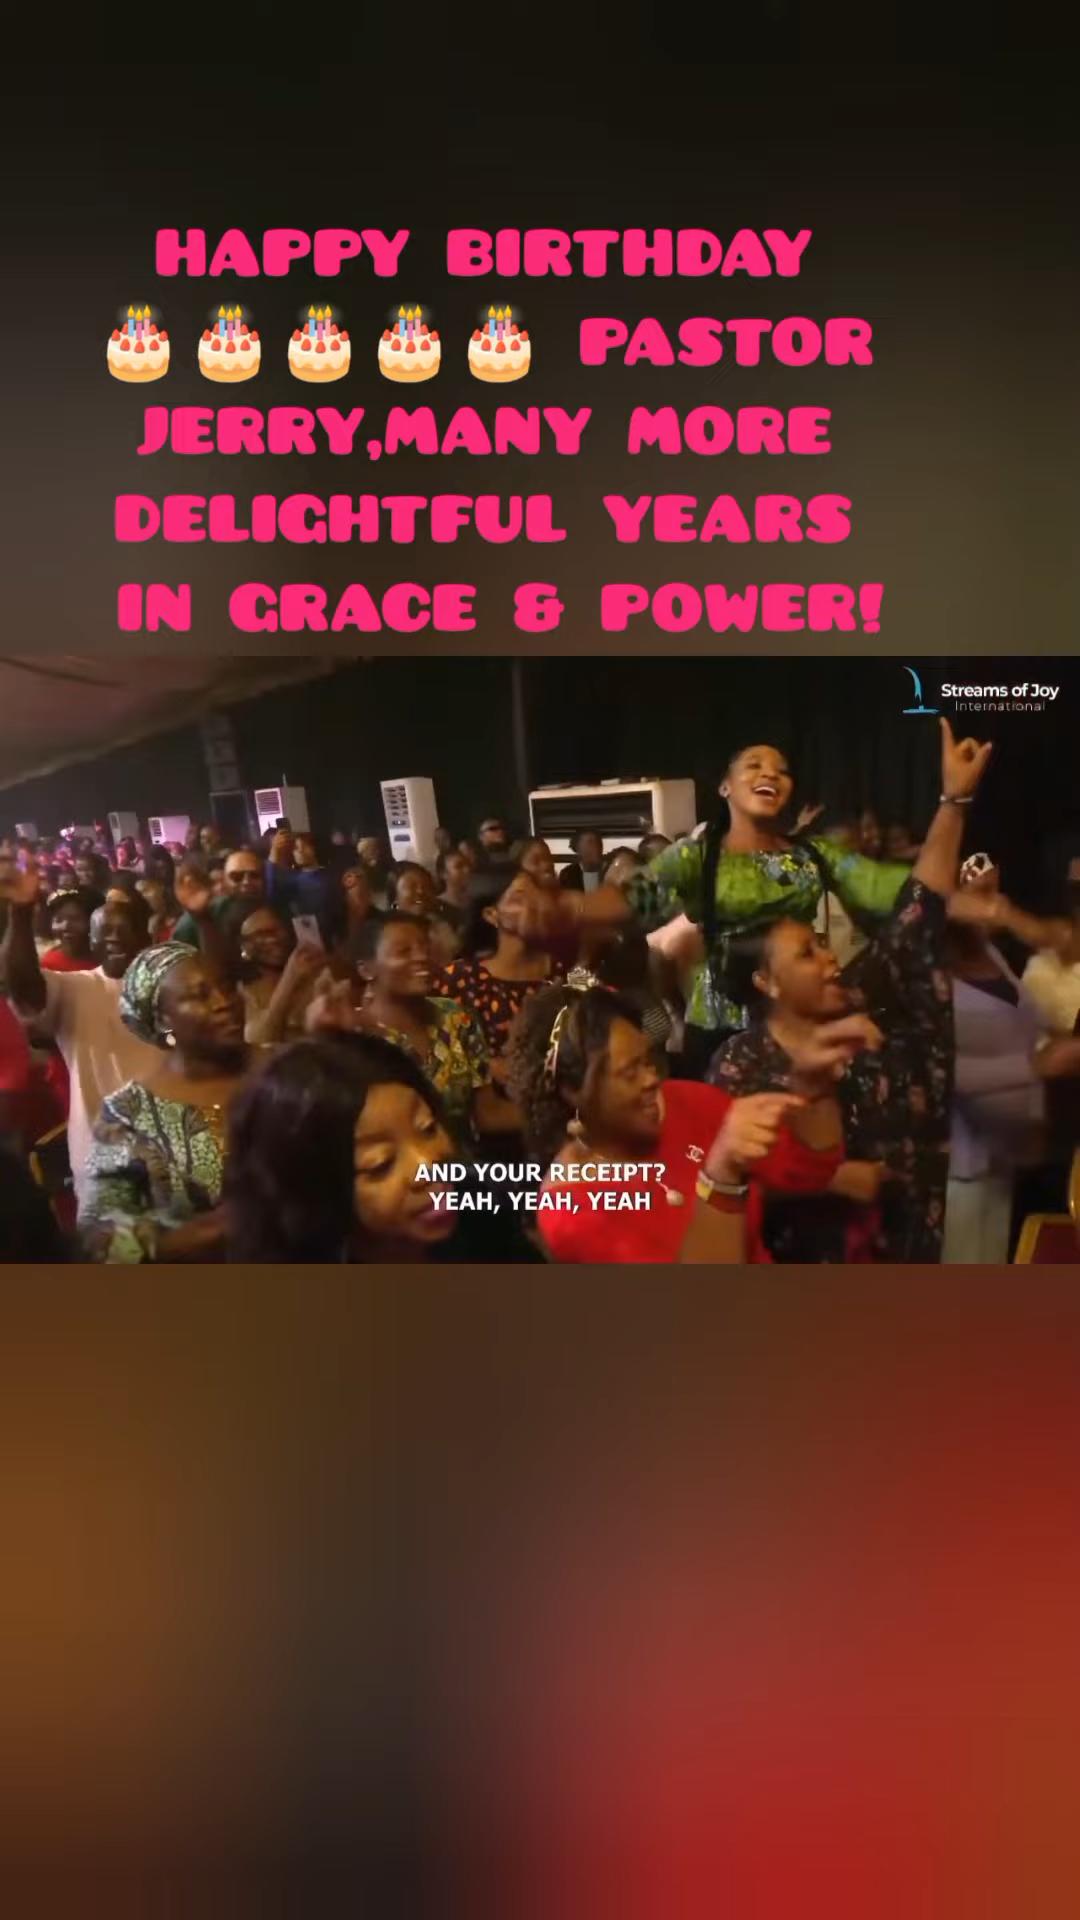 HAPPY BIRTHDAY
🎂🎂🎂🎂🎂 PASTOR
JERRY,MANY MORE
DELIGHTFUL YEARS
IN GRACE & POWER!
Streams of Joy
International
AND YOUR RECEIPT?
YEAH, YEAH, YEAH